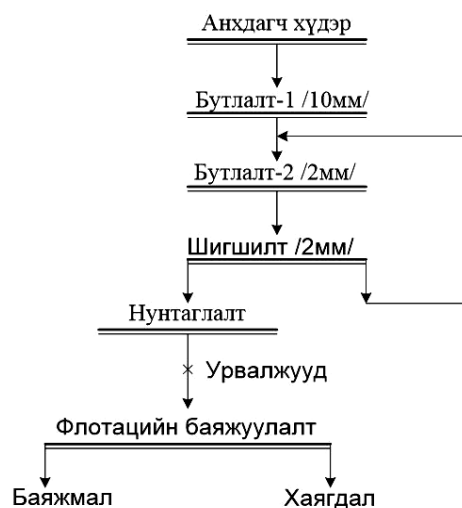 Анхдагч хүдэр
Бутлалт-1 /10мм/
Бутлалт-2 /2мм/
Шигшилт /2мм/
Нунтаглалт
Урвалжууд
Флотацийн баяжуулалт
Баяжмал
Хаягдал